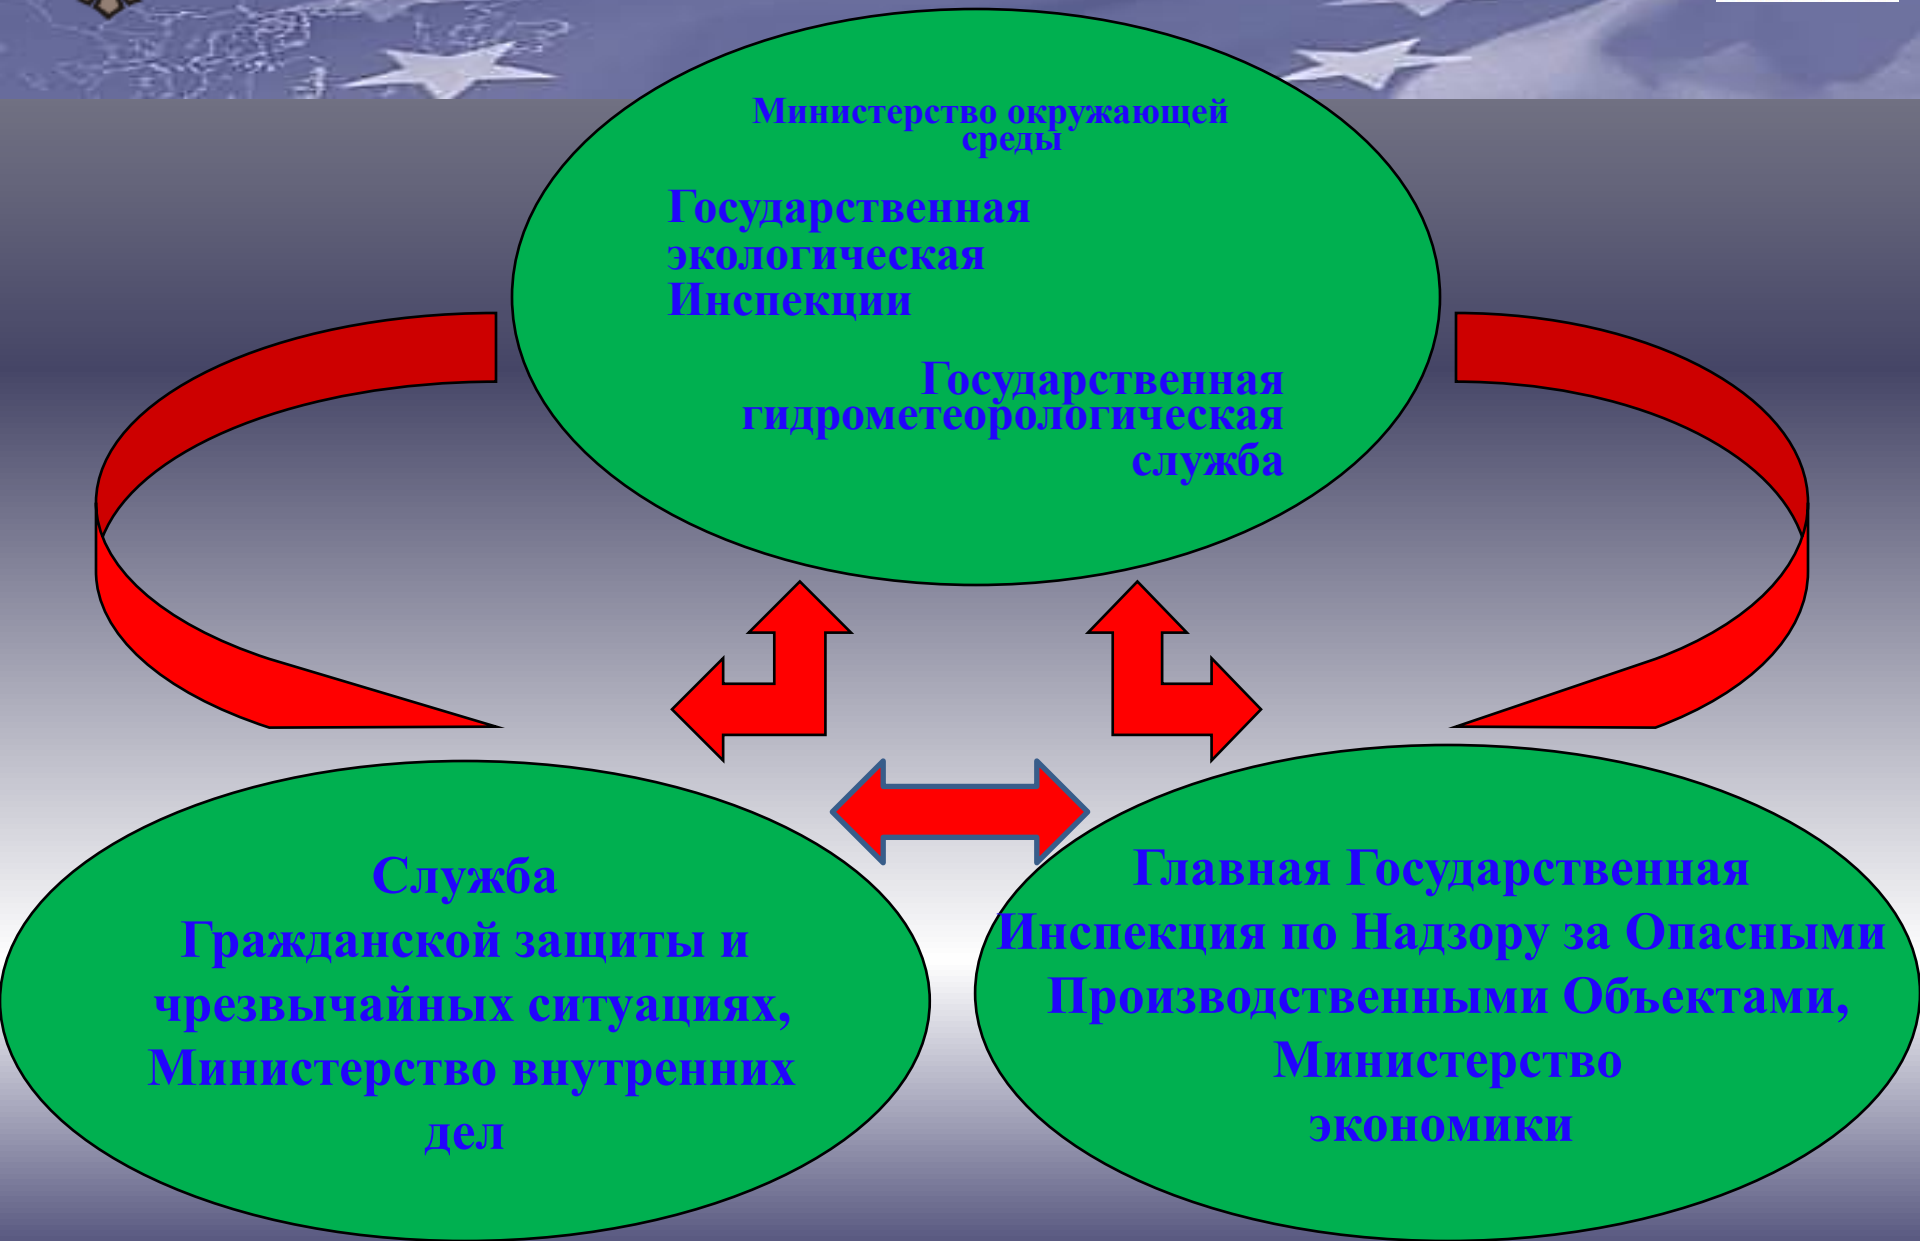 Министерство окружающей
среды
Государственная
экологическая
Инспекции
Государственная
гидрометеорологическая
служба
Служба
Гражданской защиты и
чрезвычайных ситуациях,
Министерство внутренних
дел
Главная Государственная
Инспекция по Надзору за Опасными
Производственными Объектами,
Министерство
экономики